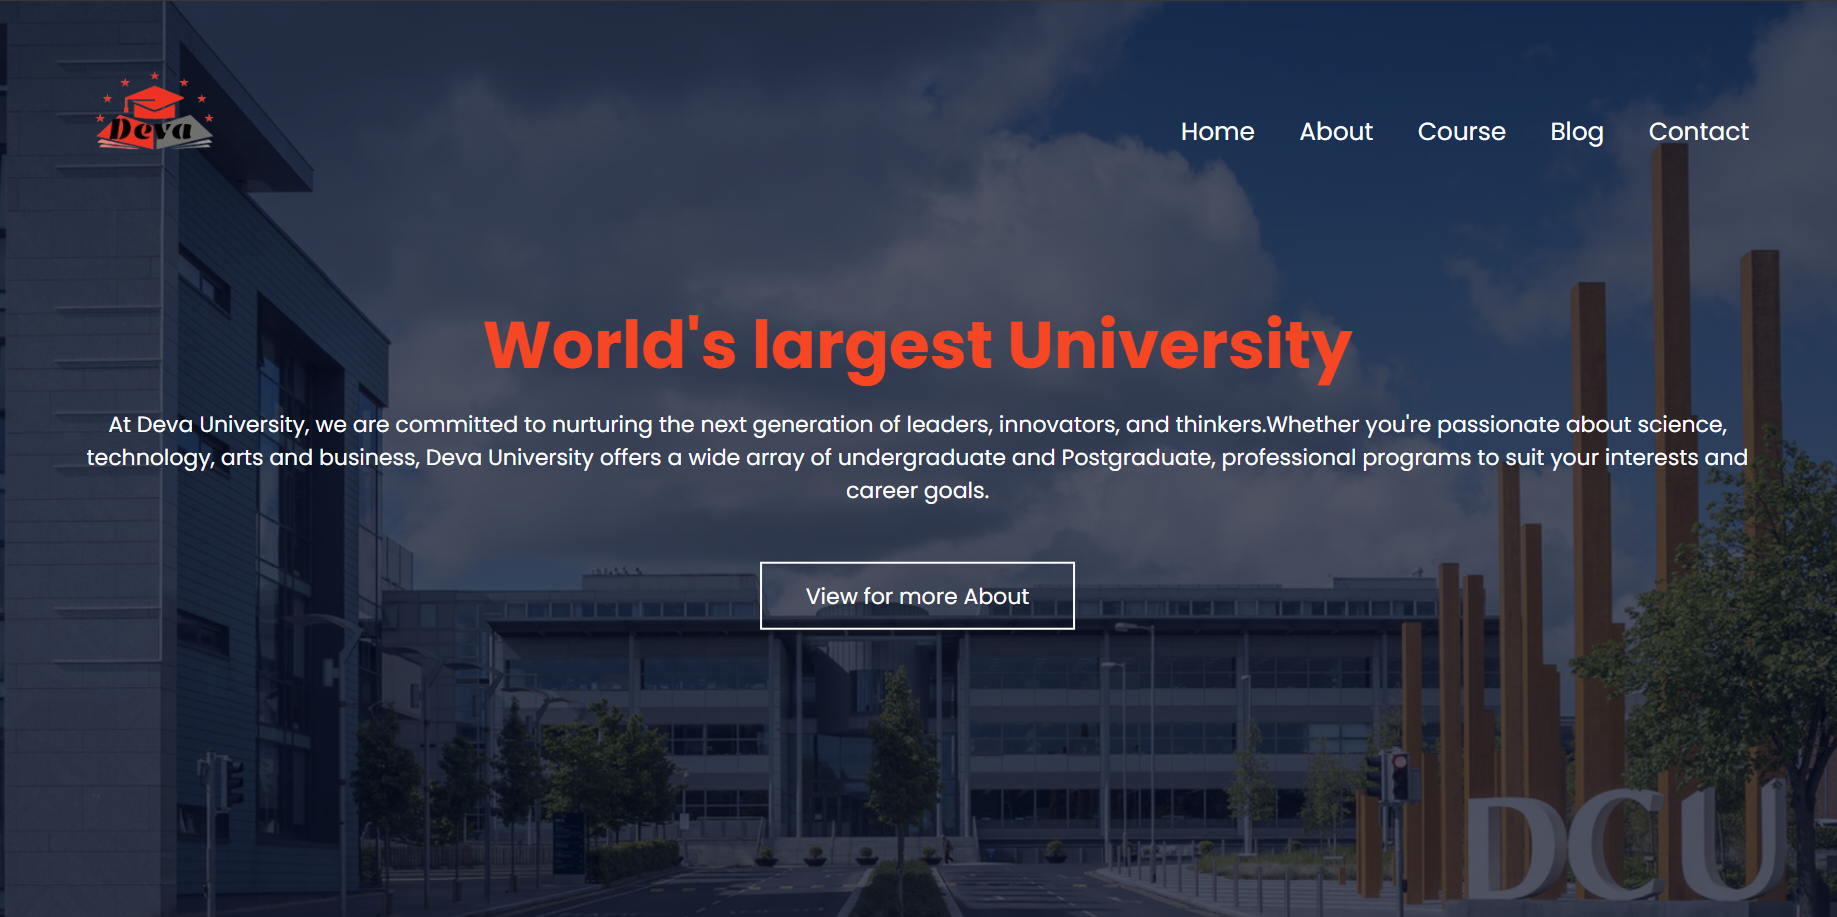 Deva
Home About Course Blog Contact
World's largest University
At Deva University, we are committed to nurturing the next generation of leaders, innovators, and thinkers.Whether you're passionate about science,
technology, arts and business, Deva University offers a wide array of undergraduate and Postgraduate, professional programs to suit your interests and
career goals.
View for more About
DCU